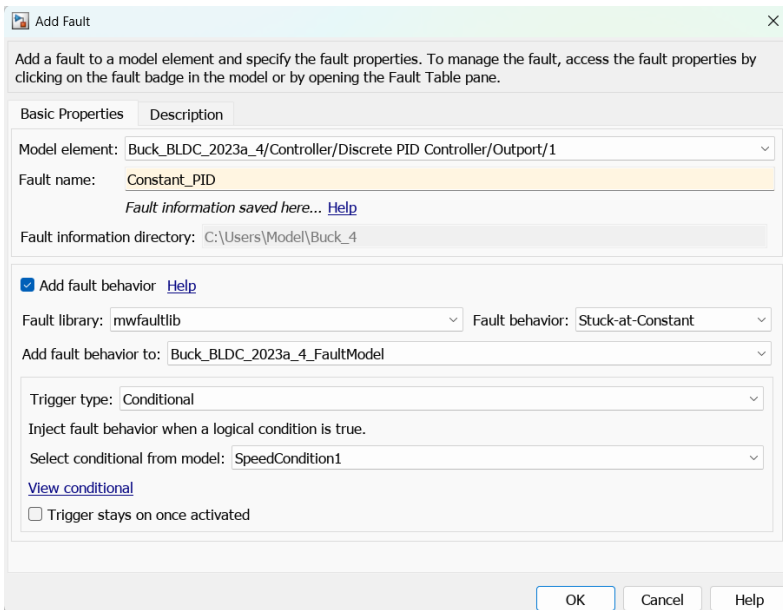 Add Fault
Add a fault to a model element and specify the fault properties. To manage the fault, access the fault properties by
clicking on the fault badge in the model or by opening the Fault Table pane.
Basic Properties Description
Model element: Buck_BLDC_2023a_4/Controller/Discrete PID Controller/Outport/1
Fault name: Constant_PID
Fault information saved here... Help
Fault information directory: C:\Users\Model\Buck_4
Add fault behavior Help
Fault library: mwfaultlib Fault behavior: Stuck-at-Constant
Add fault behavior to: Buck_BLDC_2023a_4_FaultModel
Trigger type: Conditional
Inject fault behavior when a logical condition is true.
Select conditional from model: SpeedCondition1
View conditional
Trigger stays on once activated
OK Cancel Help